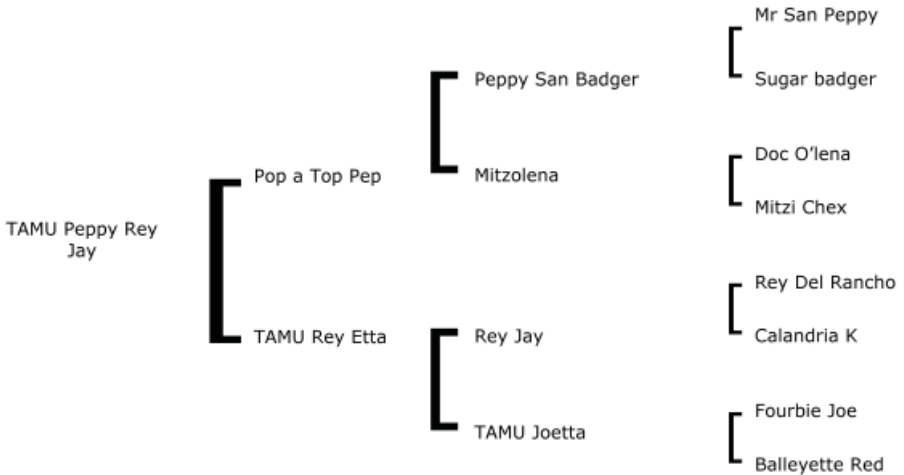 Mr San Peppy
Peppy San Badger
Sugar badger
Pop a Top Pep
Doc O’lena
Mitzolena
Mitzi Chex
TAMU Peppy Rey
Jay
Rey Del Rancho
TAMU Rey Etta
Rey Jay
Calandria K
Fourbie Joe
TAMU Joetta
Balleyette Red